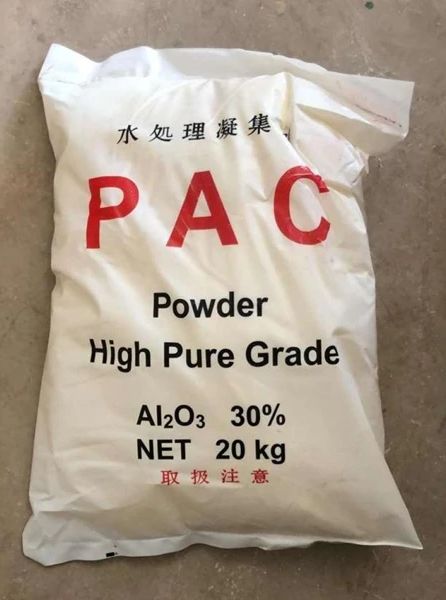 水処理凝集
PAC
Powder
High Pure Grade
Al₂O₃ 30%
NET 20 kg
取扱注意